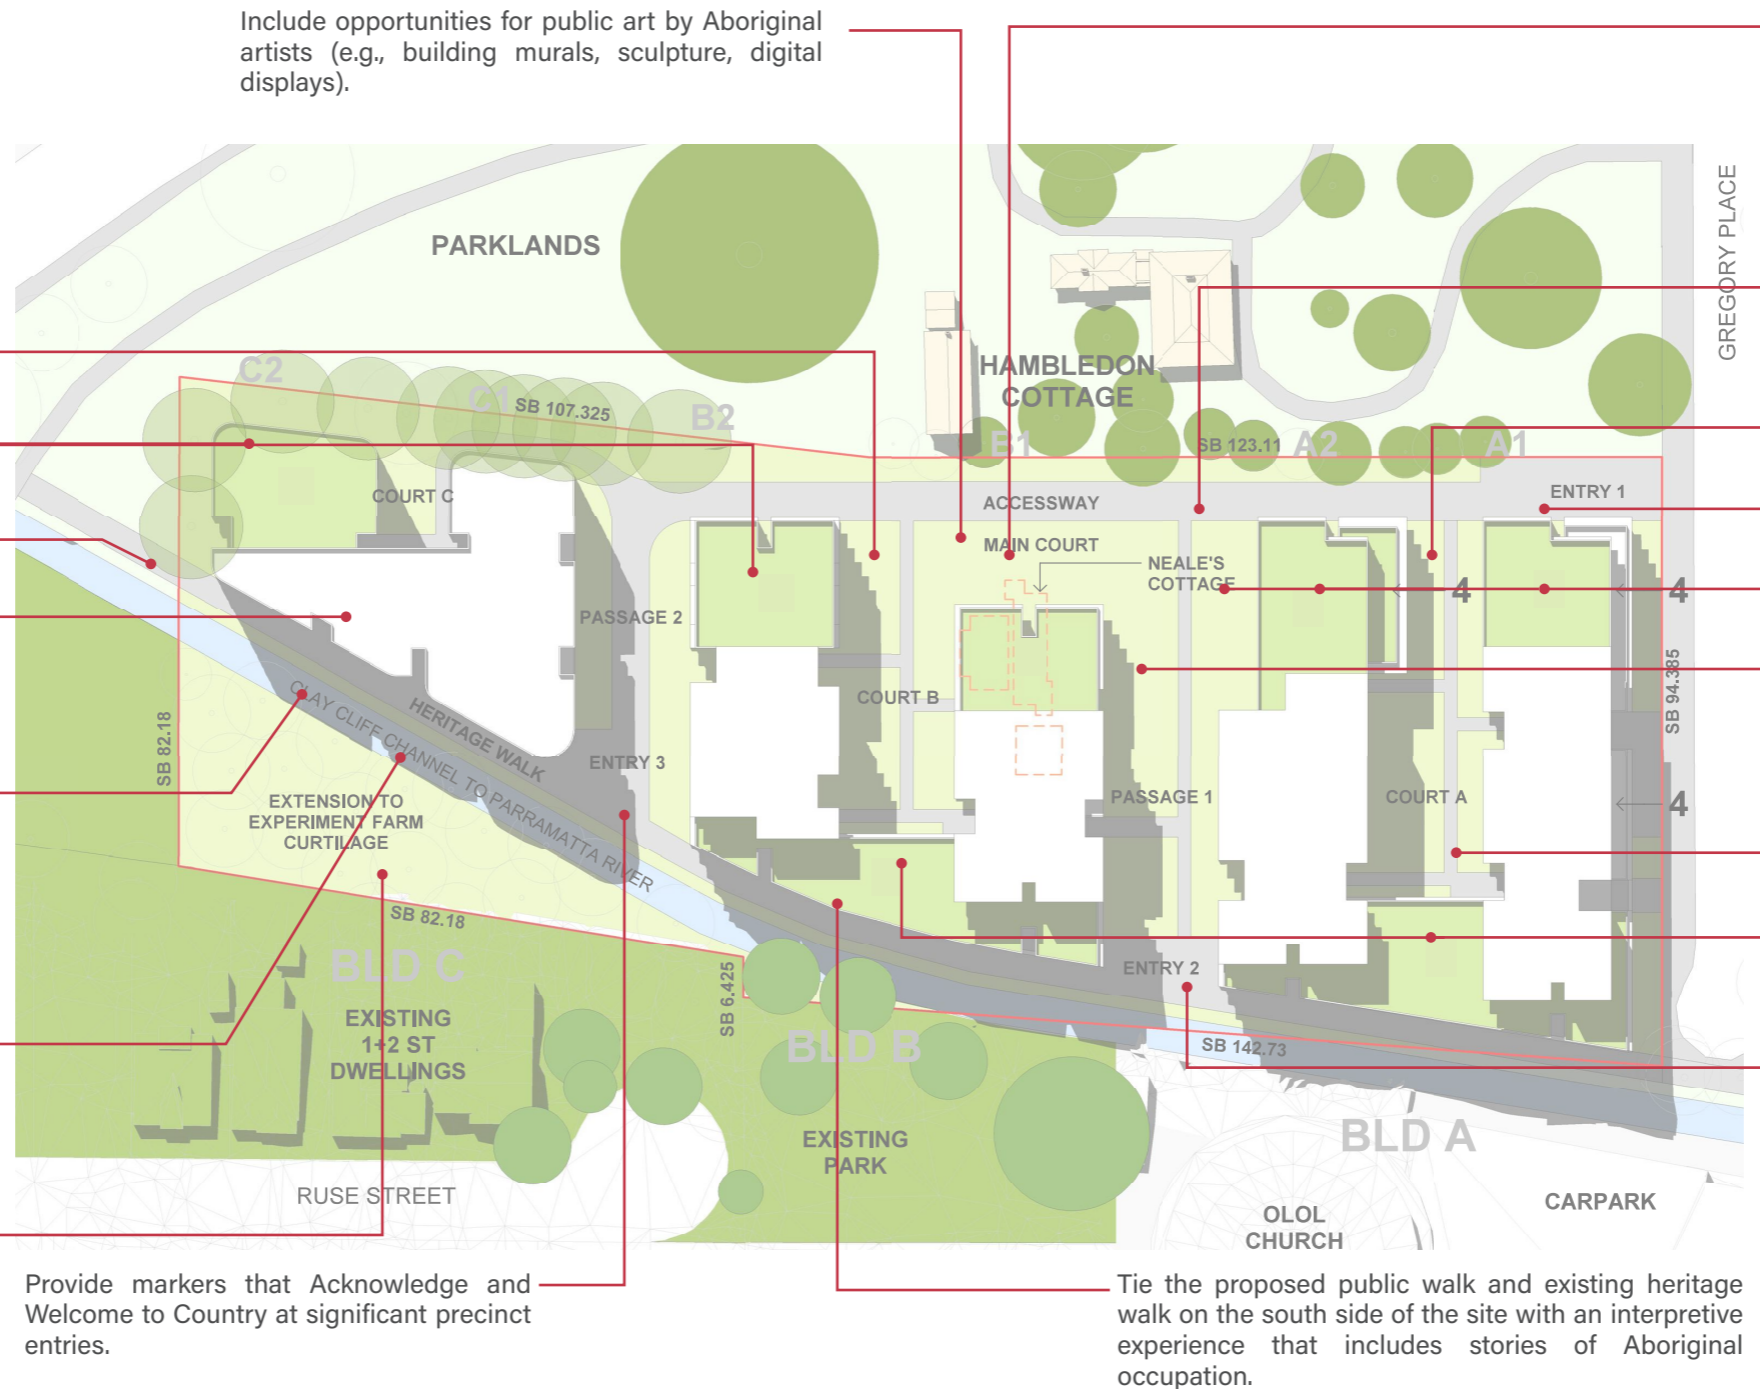 Include opportunities for public art by Aboriginal
artists (e.g., building murals, sculpture, digital
displays).
PARKLANDS
GREGORY PLACE
HAMBLEDON
COTTAGE
C2
C1
SB 107.325
B2
B1
SB 123.11
A2
A1
COURT C
ACCESSWAY
ENTRY 1
MAIN COURT
NEALE'S
COTTAGE
4
4
PASSAGE 2
COURT B
SB 94.385
CLAY CLIFF CHANNEL TO PARRAMATTA RIVER
HERITAGE WALK
SB 82.18
ENTRY 3
PASSAGE 1
COURT A
4
EXTENSION TO
EXPERIMENT FARM
CURTILAGE
SB 82.18
BLD C
SB 6.425
ENTRY 2
EXISTING
1+2 ST
DWELLINGS
BLD B
SB 142.73
BLD A
EXISTING
PARK
RUSE STREET
OLOL
CHURCH
CARPARK
Provide markers that Acknowledge and
Welcome to Country at significant precinct
entries.
Tie the proposed public walk and existing heritage
walk on the south side of the site with an interpretive
experience that includes stories of Aboriginal
occupation.